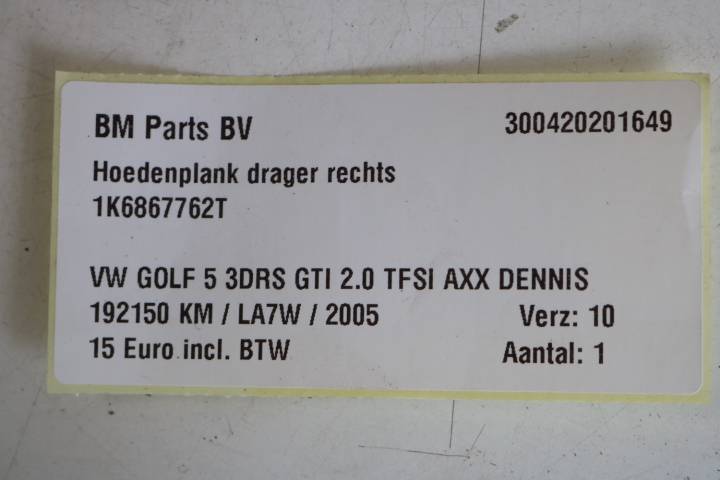 BM Parts BV 300420201649
Hoedenplank drager rechts
1K6867762T
VW GOLF 5 3DRS GTI 2.0 TFSI AXX DENNIS
192150 KM / LA7W / 2005 Verz: 10
15 Euro incl. BTW Aantal: 1